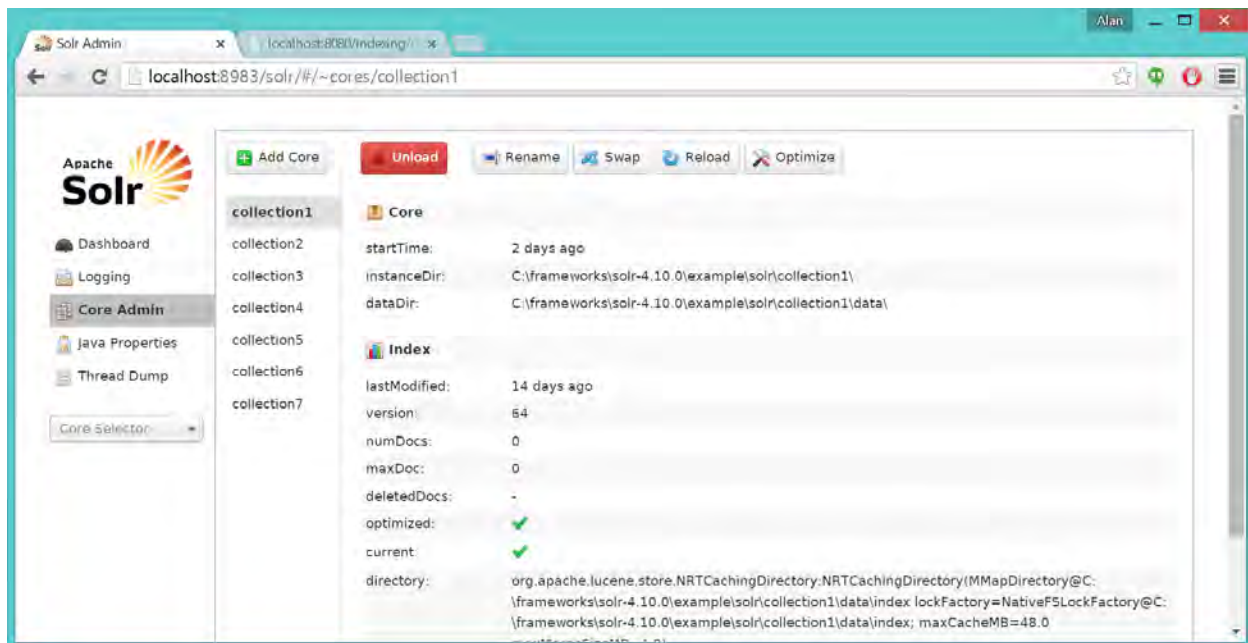 Alan
Solr Admin
localhost:8080/indexing/
localhost:8983/solr/#/~cores/collection1
Apache
Solr
Dashboard
Logging
Core Admin
Java Properties
Thread Dump
Core Selector
Add Core
Unload
Rename
Swap
Reload
Optimize
collection1
collection2
collection3
collection4
collection5
collection6
collection7
Core
startTime: 2 days ago
instanceDir: C:\frameworks\solr-4.10.0\example\solr\collection1\
dataDir: C:\frameworks\solr-4.10.0\example\solr\collection1\data\
Index
lastModified: 14 days ago
version: 64
numDocs: 0
maxDoc: 0
deletedDocs: -
optimized:
current:
directory: org.apache.lucene.store.NRTCachingDirectory:NRTCachingDirectory(MMapDirectory@C:
\frameworks\solr-4.10.0\example\solr\collection1\data\index lockFactory=NativeFSLockFactory@C:
\frameworks\solr-4.10.0\example\solr\collection1\data\index; maxCacheMB=48.0